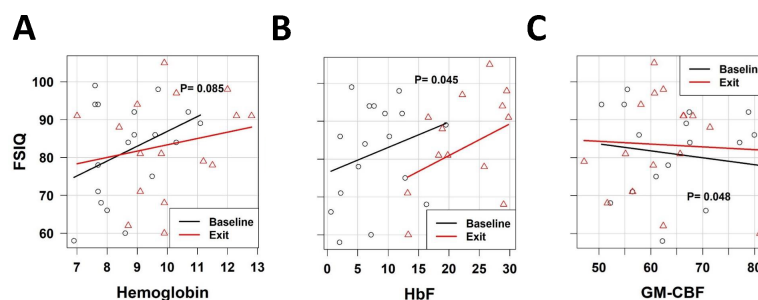 A
B
C
FSIQ
100
90
80
70
60
P= 0.085
Baseline
Exit
7 8 9 10 11 12 13
Hemoglobin
P= 0.045
Baseline
Exit
0 5 10 15 20 25 30
HbF
Baseline
Exit
P= 0.048
50 60 70 80
GM-CBF